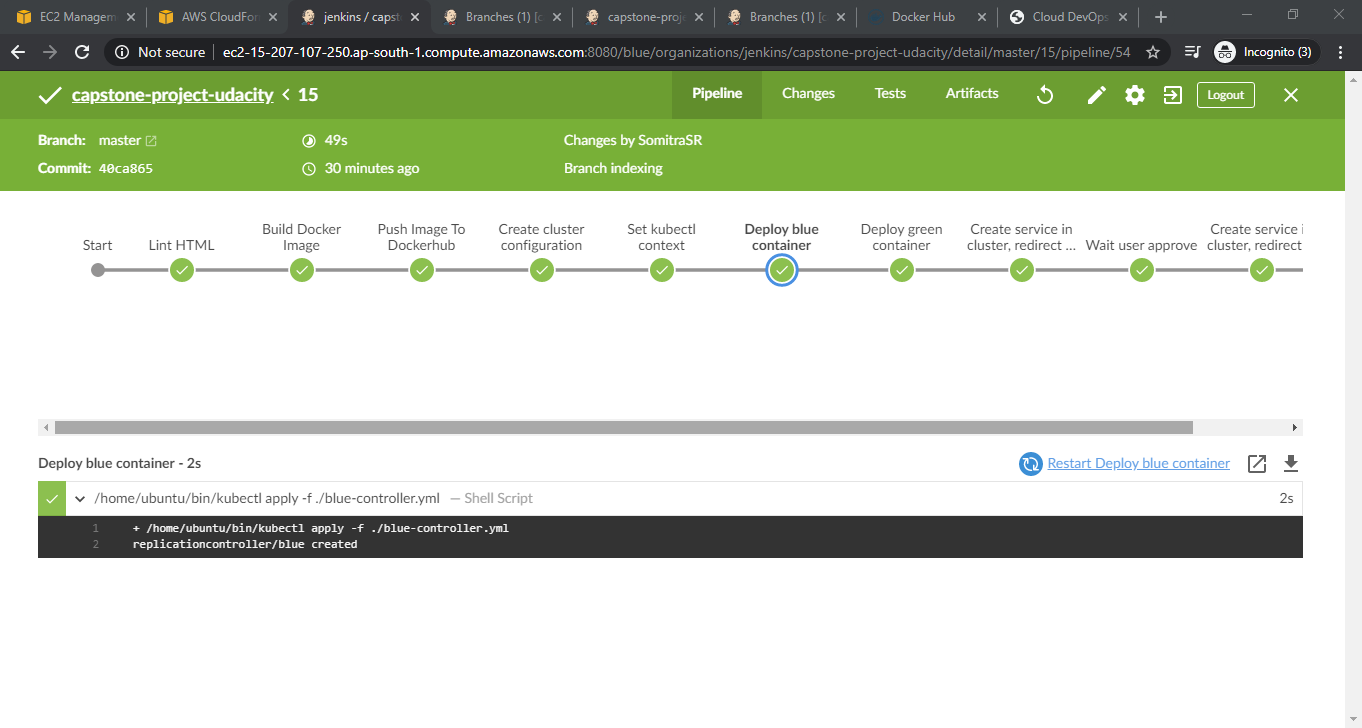 EC2 Managem
AWS CloudFor
jenkins / capst
Branches (1) [c
capstone-proj
Branches (1) [c
Docker Hub
Cloud DevOps
Not secure
ec2-15-207-107-250.ap-south-1.compute.amazonaws.com:8080/blue/organizations/jenkins/capstone-project-udacity/detail/master/15/pipeline/54
Incognito (3)
capstone-project-udacity < 15
Pipeline
Changes
Tests
Artifacts
Logout
Branch: master
49s
Changes by SomitraSR
Commit: 40ca865
30 minutes ago
Branch indexing
Start
Lint HTML
Build Docker
Image
Push Image To
Dockerhub
Create cluster
configuration
Set kubectl
context
Deploy blue
container
Deploy green
container
Create service in
cluster, redirect ...
Wait user approve
Create service i
cluster, redirect
Deploy blue container - 2s
Restart Deploy blue container
/home/ubuntu/bin/kubectl apply -f ./blue-controller.yml — Shell Script
2s
1 + /home/ubuntu/bin/kubectl apply -f ./blue-controller.yml
2 replicationcontroller/blue created